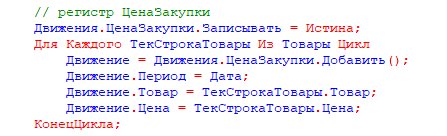 // регистр ЦенаЗакупки
Движения.ЦенаЗакупки.Записывать = Истина;
Для Каждого ТекСтрокаТовары Из Товары Цикл
Движение = Движения.ЦенаЗакупки.Добавить();
Движение.Период = Дата;
Движение.Товар = ТекСтрокаТовары.Товар;
Движение.Цена = ТекСтрокаТовары.Цена;
КонецЦикла;